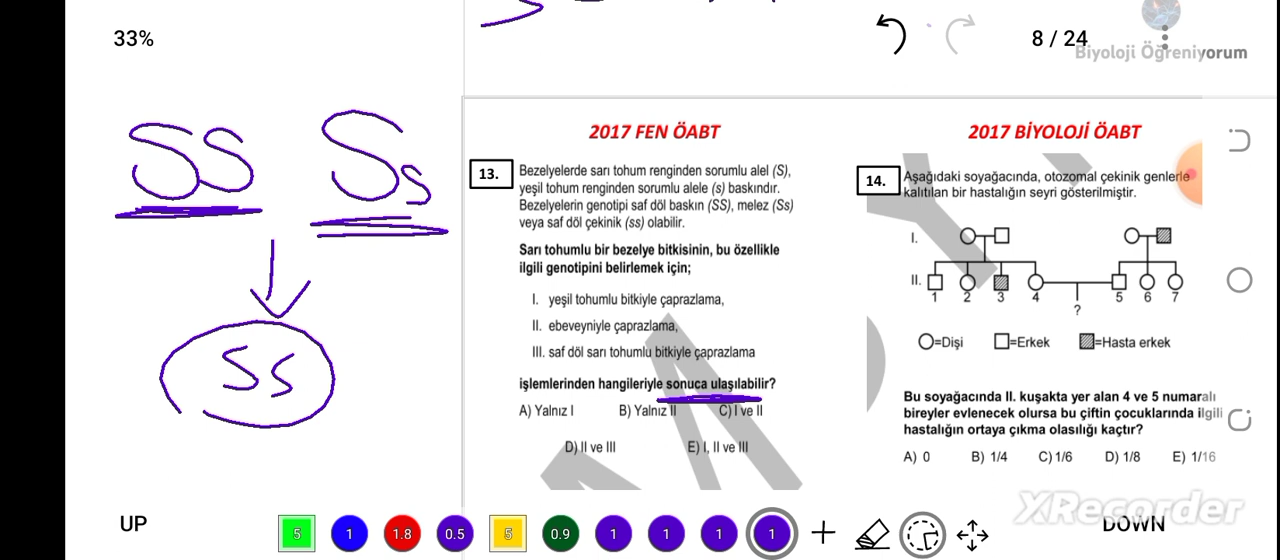 33%
8 / 24
Biyoloji Öğreniyorum
SS
Ss
ss
2017 FEN ÖABT
13.
Bezelyelerde sarı tohum renginden sorumlu alel (S),
yeşil tohum renginden sorumlu alele (s) baskındır.
Bezelyelerin genotipi saf döl baskın (SS), melez (Ss)
veya saf döl çekinik (ss) olabilir.
Sarı tohumlu bir bezelye bitkisinin, bu özellikle
ilgili genotipini belirlemek için;
I. yeşil tohumlu bitkiyle çaprazlama,
II. ebeveyniyle çaprazlama,
III. saf döl sarı tohumlu bitkiyle çaprazlama
işlemlerinden hangileriyle sonuca ulaşılabilir?
A) Yalnız I B) Yalnız II C) I ve II
D) II ve III E) I, II ve III
2017 BİYOLOJİ ÖABT
14.
Aşağıdaki soyağacında, otozomal çekinik genlerle
kalıtılan bir hastalığın seyri gösterilmiştir.
I.
II.
1 2 3 4 5 6 7
?
=Dişi =Erkek =Hasta erkek
Bu soyağacında II. kuşakta yer alan 4 ve 5 numaralı
bireyler evlenecek olursa bu çiftin çocuklarında ilgili
hastalığın ortaya çıkma olasılığı kaçtır?
A) 0 B) 1/4 C) 1/6 D) 1/8 E) 1/16
XRecorder
UP
5 1 1.8 0.5 5 0.9 1 1 1 1
DOWN